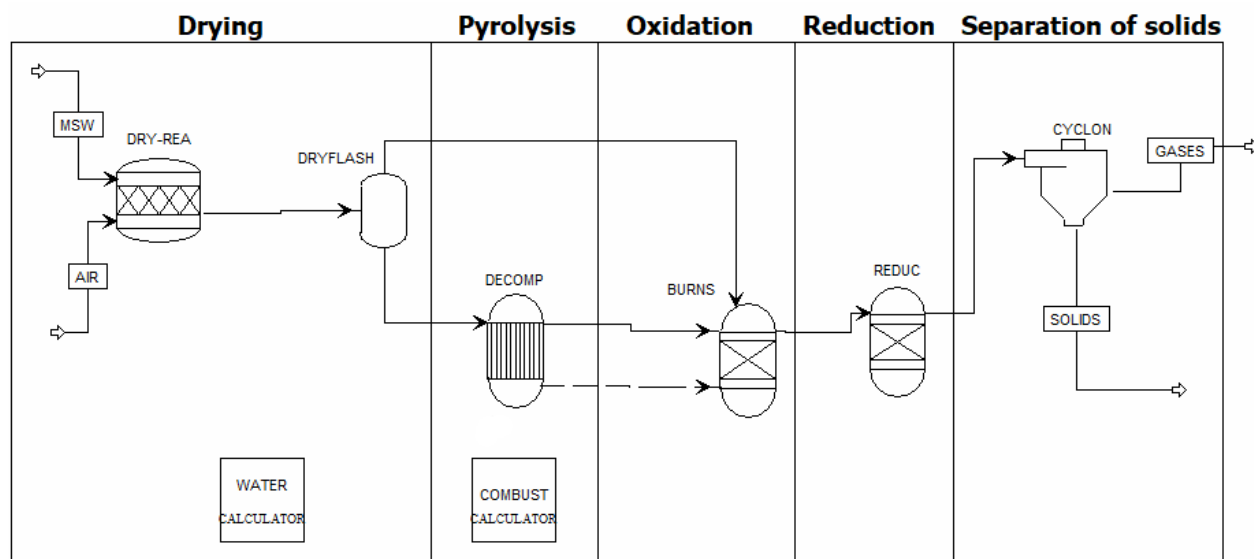 Drying
Pyrolysis
Oxidation
Reduction
Separation of solids
MSW
DRY-REA
DRYFLASH
AIR
DECOMP
BURNS
REDUC
CYCLON
GASES
SOLIDS
WATER
CALCULATOR
COMBUST
CALCULATOR